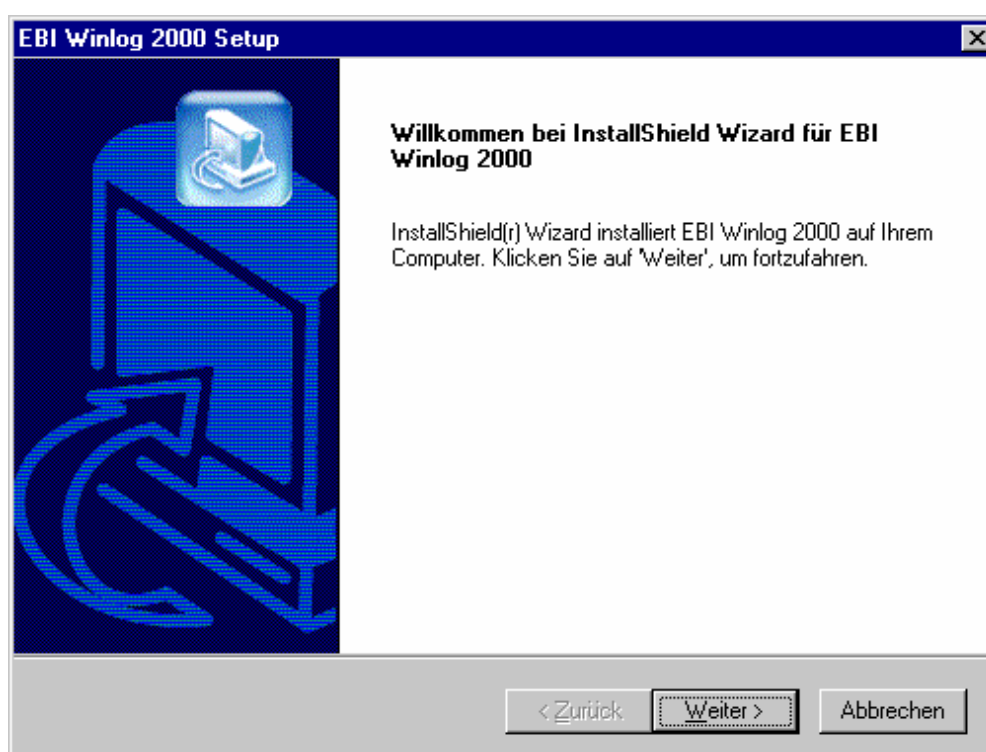 EBI Winlog 2000 Setup
Willkommen bei InstallShield Wizard für EBI
Winlog 2000
InstallShield(r) Wizard installiert EBI Winlog 2000 auf Ihrem
Computer. Klicken Sie auf 'Weiter', um fortzufahren.
< Zurück
Weiter >
Abbrechen